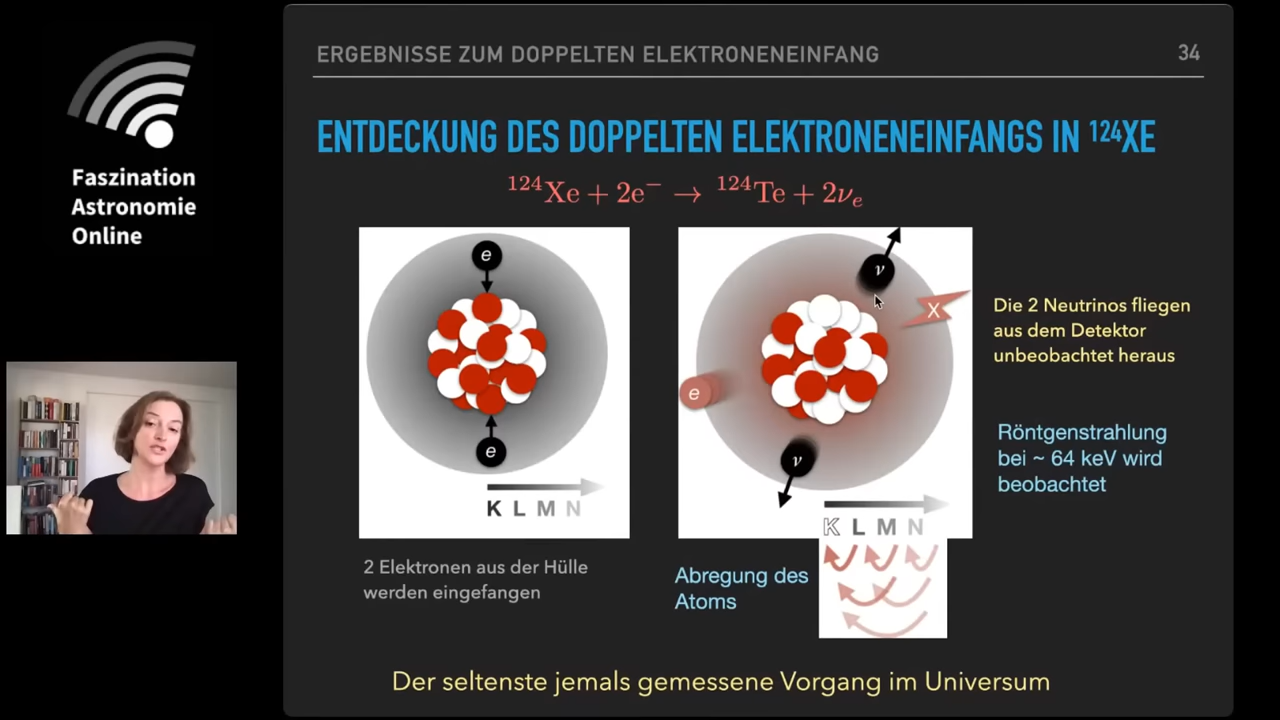 Faszination
Astronomie
Online
ERGEBNISSE ZUM DOPPELTEN ELEKTRONENEINFANG
34
ENTDECKUNG DES DOPPELTEN ELEKTRONENEINFANGS IN ¹²⁴XE
¹²⁴Xe + 2e⁻ → ¹²⁴Te + 2νₑ
e
e
K L M N
ν
X
e
ν
K L M N
Die 2 Neutrinos fliegen
aus dem Detektor
unbeobachtet heraus
Röntgenstrahlung
bei ~ 64 keV wird
beobachtet
2 Elektronen aus der Hülle
werden eingefangen
Abregung des
Atoms
Der seltenste jemals gemessene Vorgang im Universum